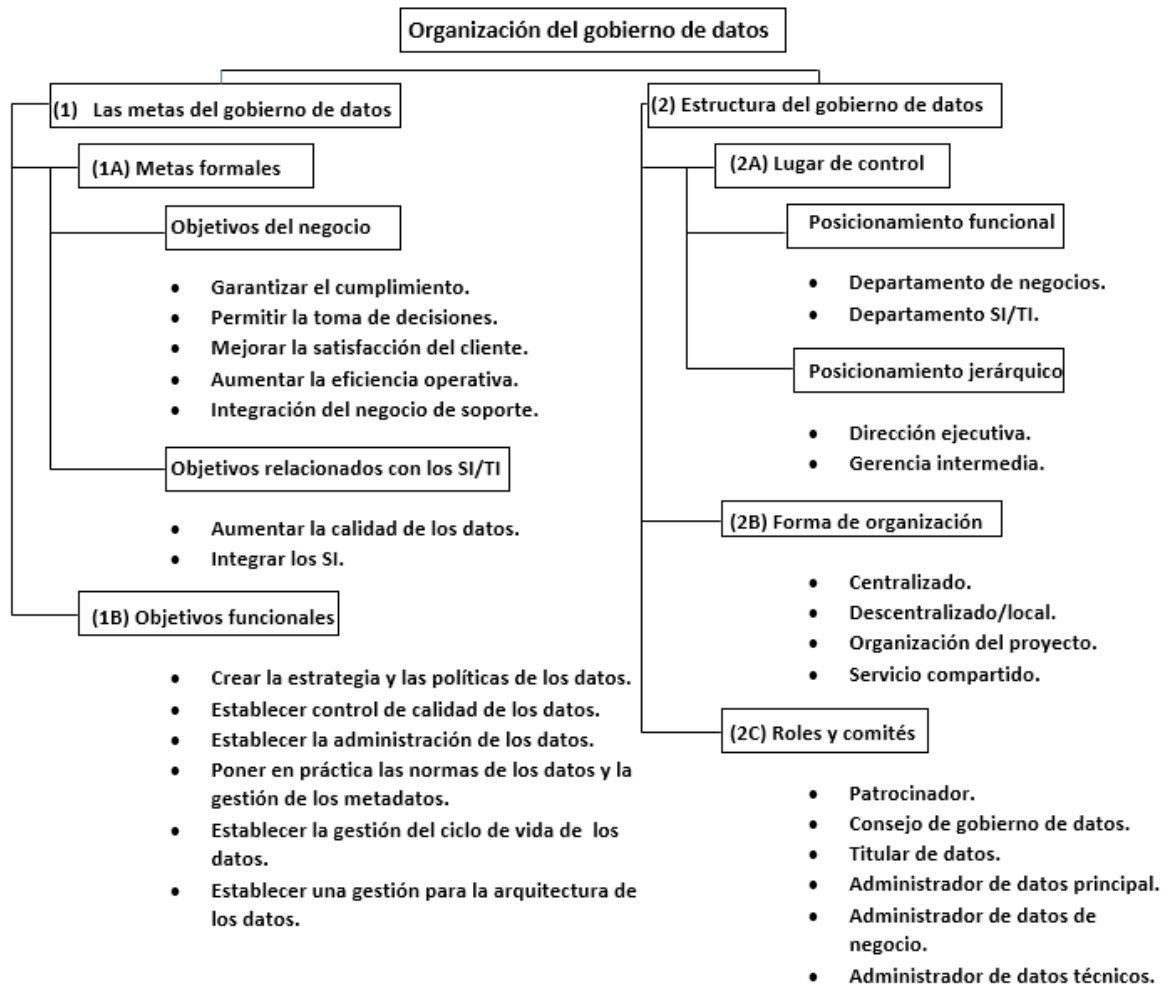 Organización del gobierno de datos
(1) Las metas del gobierno de datos
(1A) Metas formales
Objetivos del negocio
• Garantizar el cumplimiento.
• Permitir la toma de decisiones.
• Mejorar la satisfacción del cliente.
• Aumentar la eficiencia operativa.
• Integración del negocio de soporte.
Objetivos relacionados con los SI/TI
• Aumentar la calidad de los datos.
• Integrar los SI.
(1B) Objetivos funcionales
• Crear la estrategia y las políticas de los datos.
• Establecer control de calidad de los datos.
• Establecer la administración de los datos.
• Poner en práctica las normas de los datos y la
gestión de los metadatos.
• Establecer la gestión del ciclo de vida de los
datos.
• Establecer una gestión para la arquitectura de
los datos.
(2) Estructura del gobierno de datos
(2A) Lugar de control
Posicionamiento funcional
• Departamento de negocios.
• Departamento SI/TI.
Posicionamiento jerárquico
• Dirección ejecutiva.
• Gerencia intermedia.
(2B) Forma de organización
• Centralizado.
• Descentralizado/local.
• Organización del proyecto.
• Servicio compartido.
(2C) Roles y comités
• Patrocinador.
• Consejo de gobierno de datos.
• Titular de datos.
• Administrador de datos principal.
• Administrador de datos de
negocio.
• Administrador de datos técnicos.